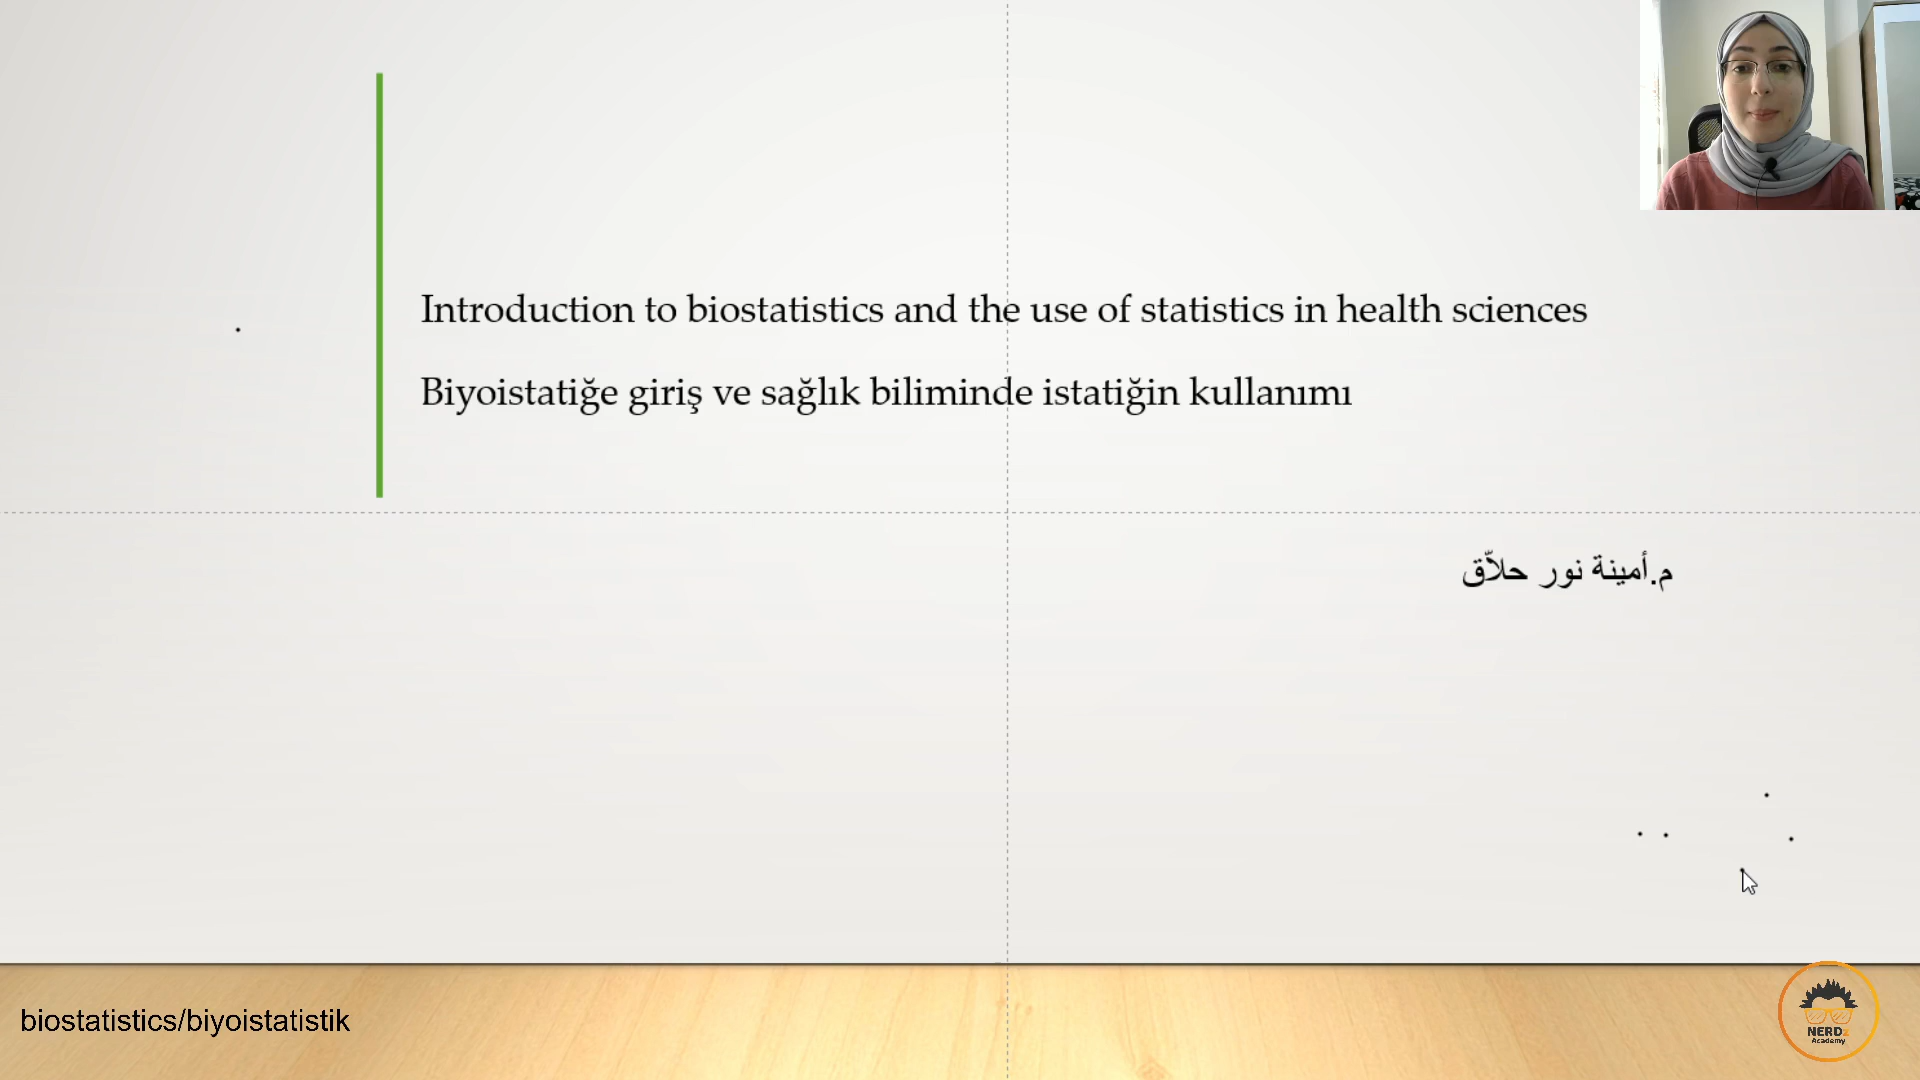 Introduction to biostatistics and the use of statistics in health sciences
Biyoistatiğe giriş ve sağlık biliminde istatiğin kullanımı
م.أمينة نور حلاّق
biostatistics/biyoistatistik
NERDz
Academy